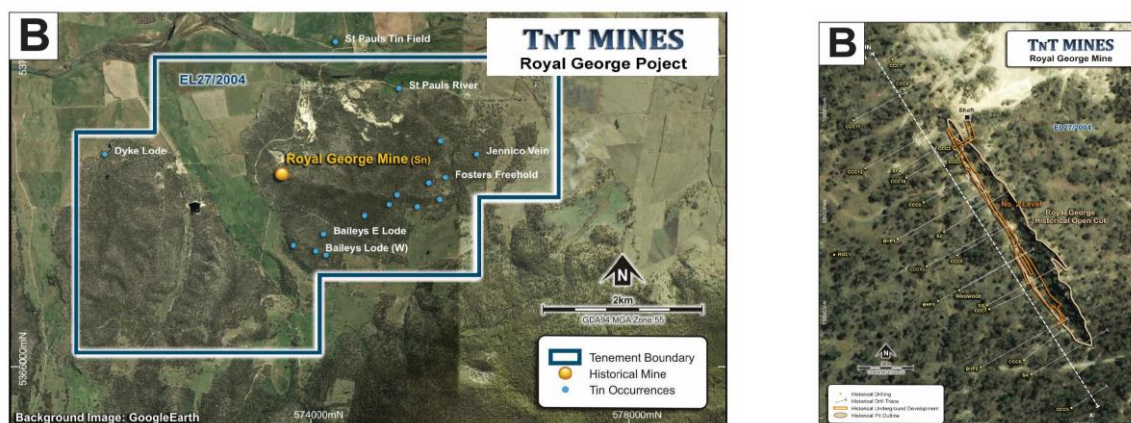 B
TNT MINES
Royal George Poject
St Pauls Tin Field
EL27/2004
St Pauls River
Dyke Lode
Jennico Vein
Royal George Mine (Sn)
Fosters Freehold
Baileys E Lode
Baileys Lode (W)
N
2km
GDA94 MGA Zone 55
Tenement Boundary
Historical Mine
Tin Occurrences
5366000mN
574000mN
578000mN
Background Image: GoogleEarth
B
TNT MINES
Royal George Mine
Shaft
EL27/2004
No. 2 Level
Royal George
Historical Open Cut
RINGWOOD
N
Historical Drilling
Historical Drill Trace
Historical Underground Development
Historical Pit Outline